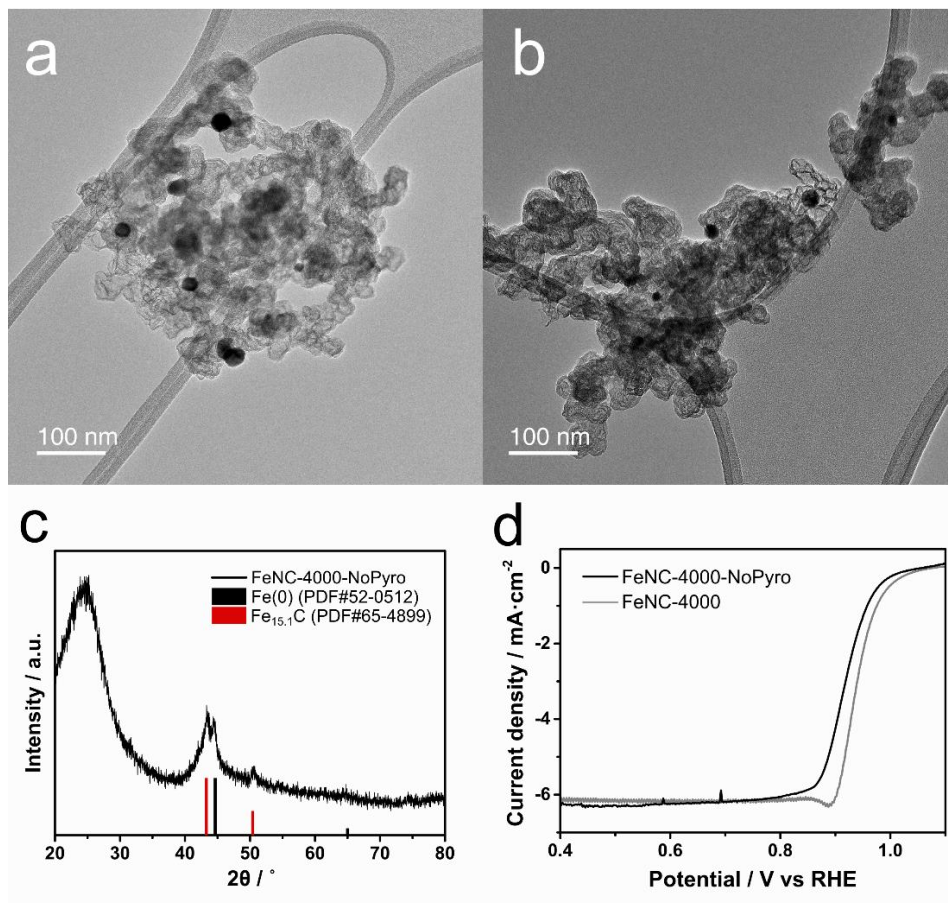 a
b
100 nm
100 nm
c
d
FeNC-4000-NoPyro
Fe(0) (PDF#52-0512)
Fe₁₅.₁C (PDF#65-4899)
Intensity / a.u.
20 30 40 50 60 70 80
2θ / °
FeNC-4000-NoPyro
FeNC-4000
Current density / mA·cm⁻²
0
-2
-4
-6
0.4 0.6 0.8 1.0
Potential / V vs RHE